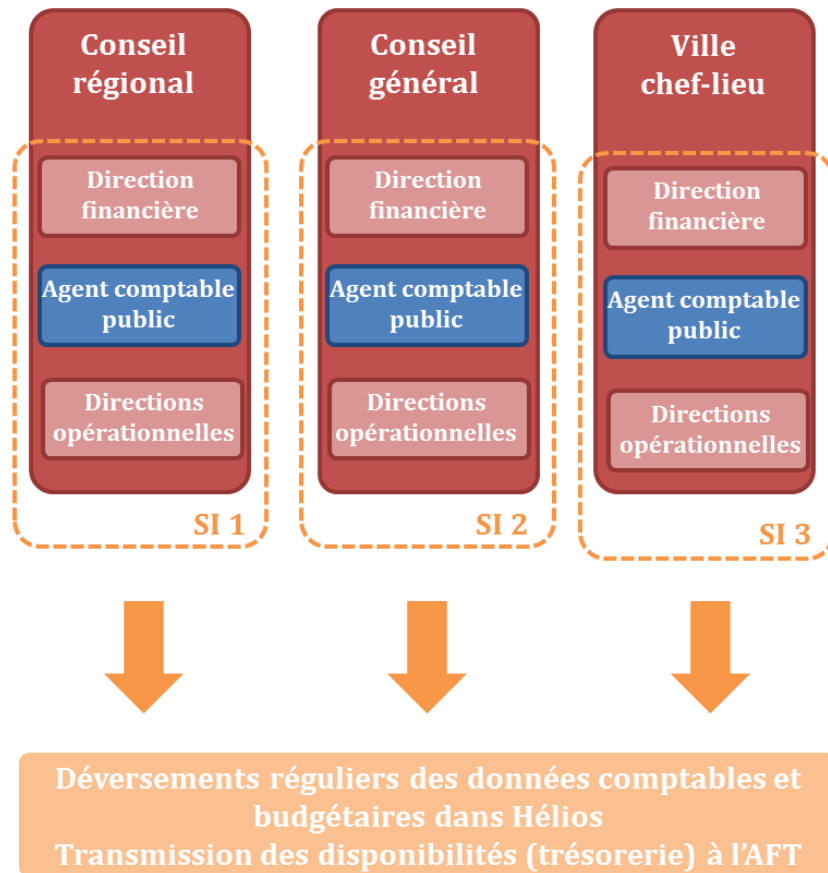 Conseil
régional
Direction
financière
Agent comptable
public
Directions
opérationnelles
SI 1
Conseil
général
Direction
financière
Agent comptable
public
Directions
opérationnelles
SI 2
Ville
chef-lieu
Direction
financière
Agent comptable
public
Directions
opérationnelles
SI 3
Déversements réguliers des données comptables et
budgétaires dans Hélios
Transmission des disponibilités (trésorerie) à l'AFT